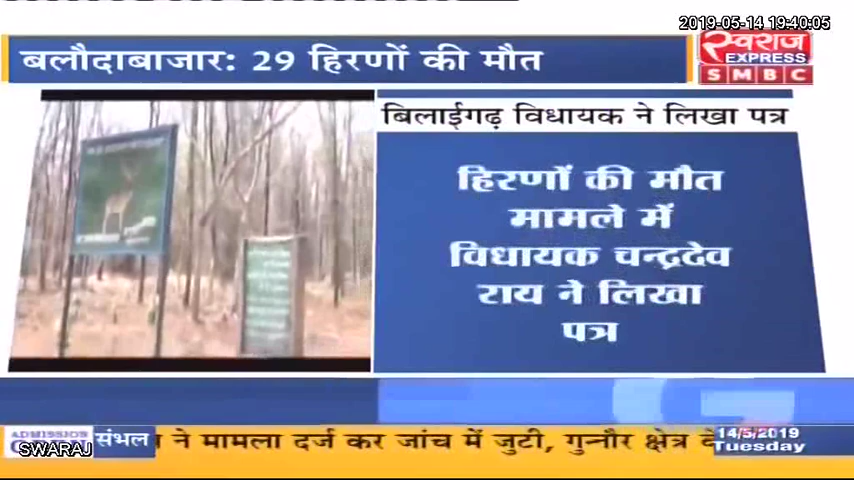 2019-05-14 19:40:05
स्वराज
EXPRESS
SMBC
बलौदाबाजार: 29 हिरणों की मौत
बिलाईगढ़ विधायक ने लिखा पत्र
हिरणों की मौत
मामले में
विधायक चन्द्रदेव
राय ने लिखा
पत्र
ADMISSION
SWARAJ
संभल
ने मामला दर्ज कर जांच में जुटी, गुन्नौर क्षेत्र
14/5/2019
Tuesday